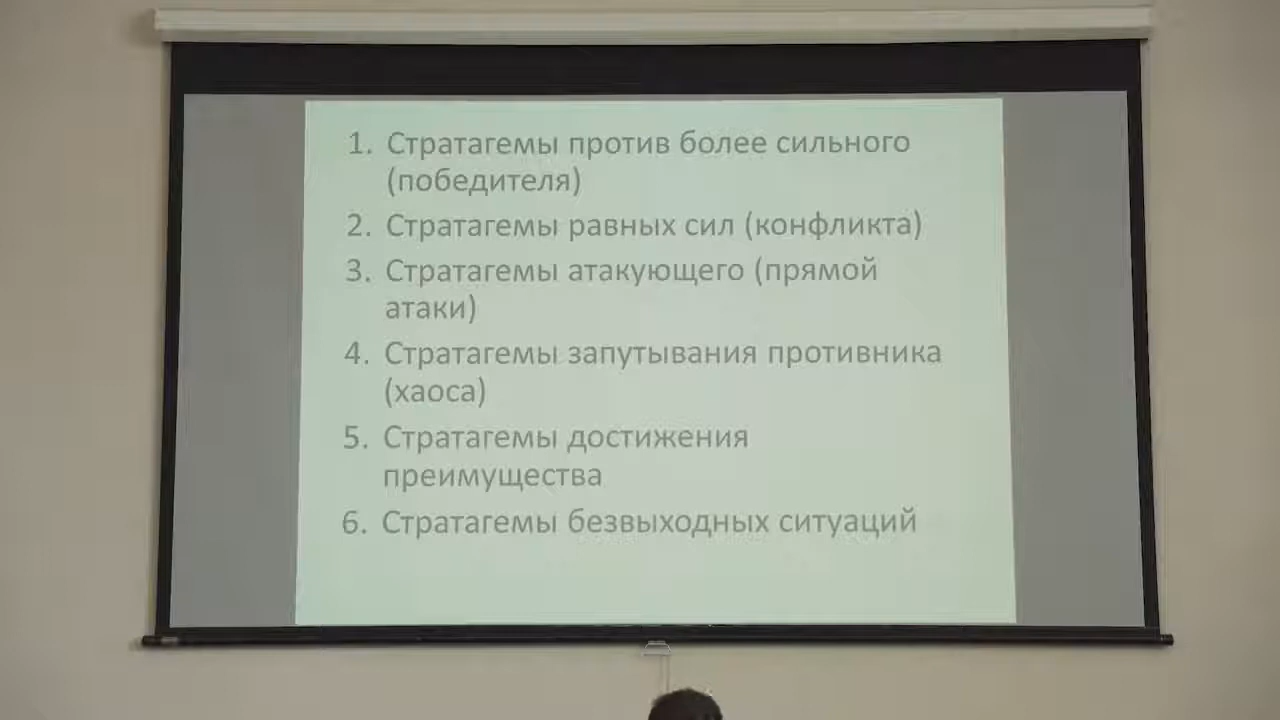 1. Стратагемы против более сильного
(победителя)
2. Стратагемы равных сил (конфликта)
3. Стратагемы атакующего (прямой
атаки)
4. Стратагемы запутывания противника
(хаоса)
5. Стратагемы достижения
преимущества
6. Стратагемы безвыходных ситуаций